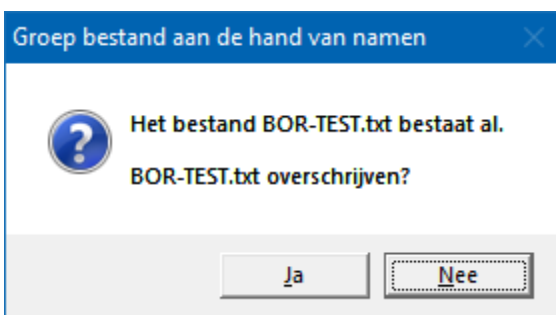 Groep bestand aan de hand van namen
Het bestand BOR-TEST.txt bestaat al.
BOR-TEST.txt overschrijven?
Ja
Nee